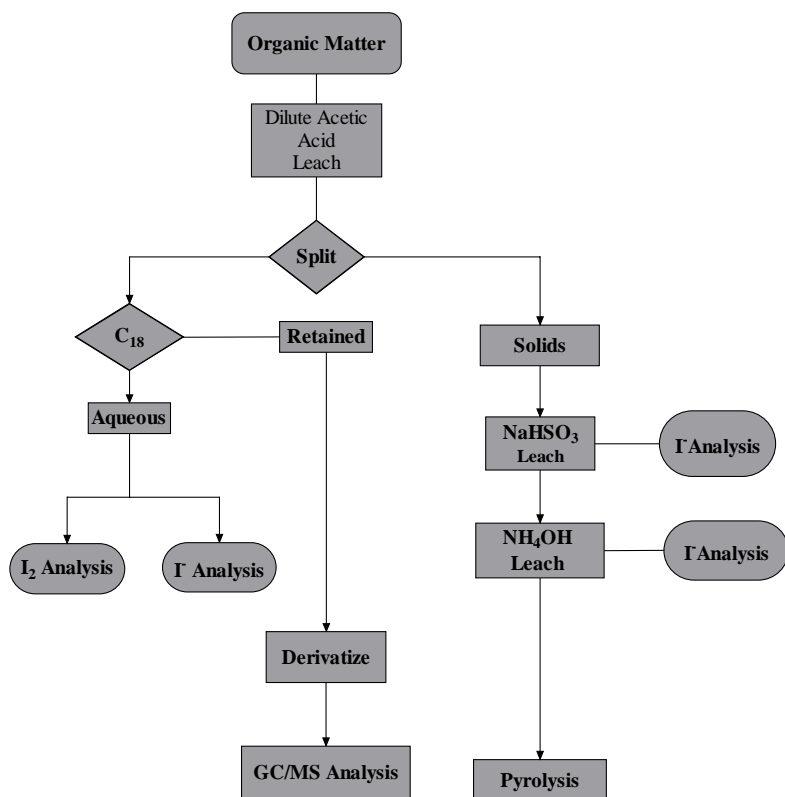 Organic Matter
Dilute Acetic
Acid
Leach
Split
C₁₈
Retained
Solids
Aqueous
NaHSO₃
Leach
I⁻Analysis
NH₄OH
Leach
I⁻Analysis
I₂ Analysis
I⁻ Analysis
Derivatize
GC/MS Analysis
Pyrolysis